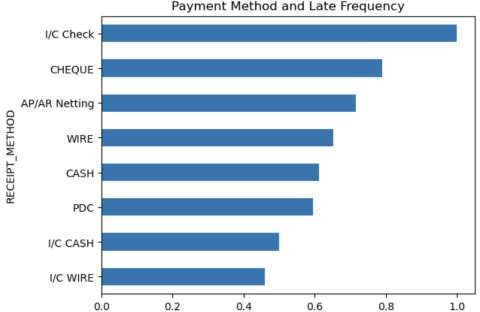 Payment Method and Late Frequency
RECEIPT_METHOD
I/C Check
CHEQUE
AP/AR Netting
WIRE
CASH
PDC
I/C CASH
I/C WIRE
0.0 0.2 0.4 0.6 0.8 1.0